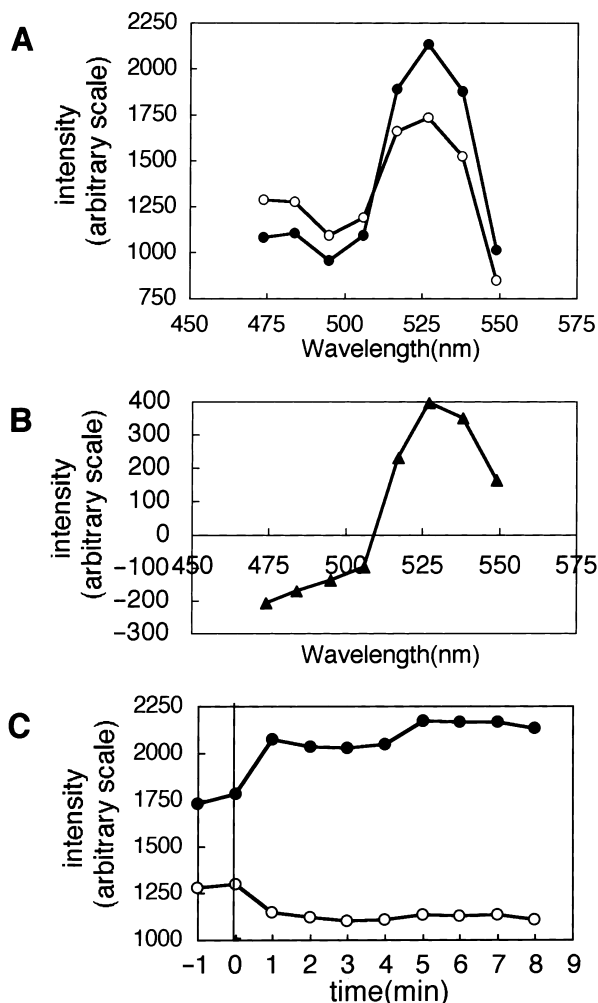 A
intensity
(arbitrary scale)
2250
2000
1750
1500
1250
1000
750
450 475 500 525 550 575
Wavelength(nm)
B
intensity
(arbitrary scale)
400
300
200
100
0
−100
−200
−300
450 475 500 525 550 575
Wavelength(nm)
C
intensity
(arbitrary scale)
2250
2000
1750
1500
1250
1000
−1 0 1 2 3 4 5 6 7 8 9
time(min)